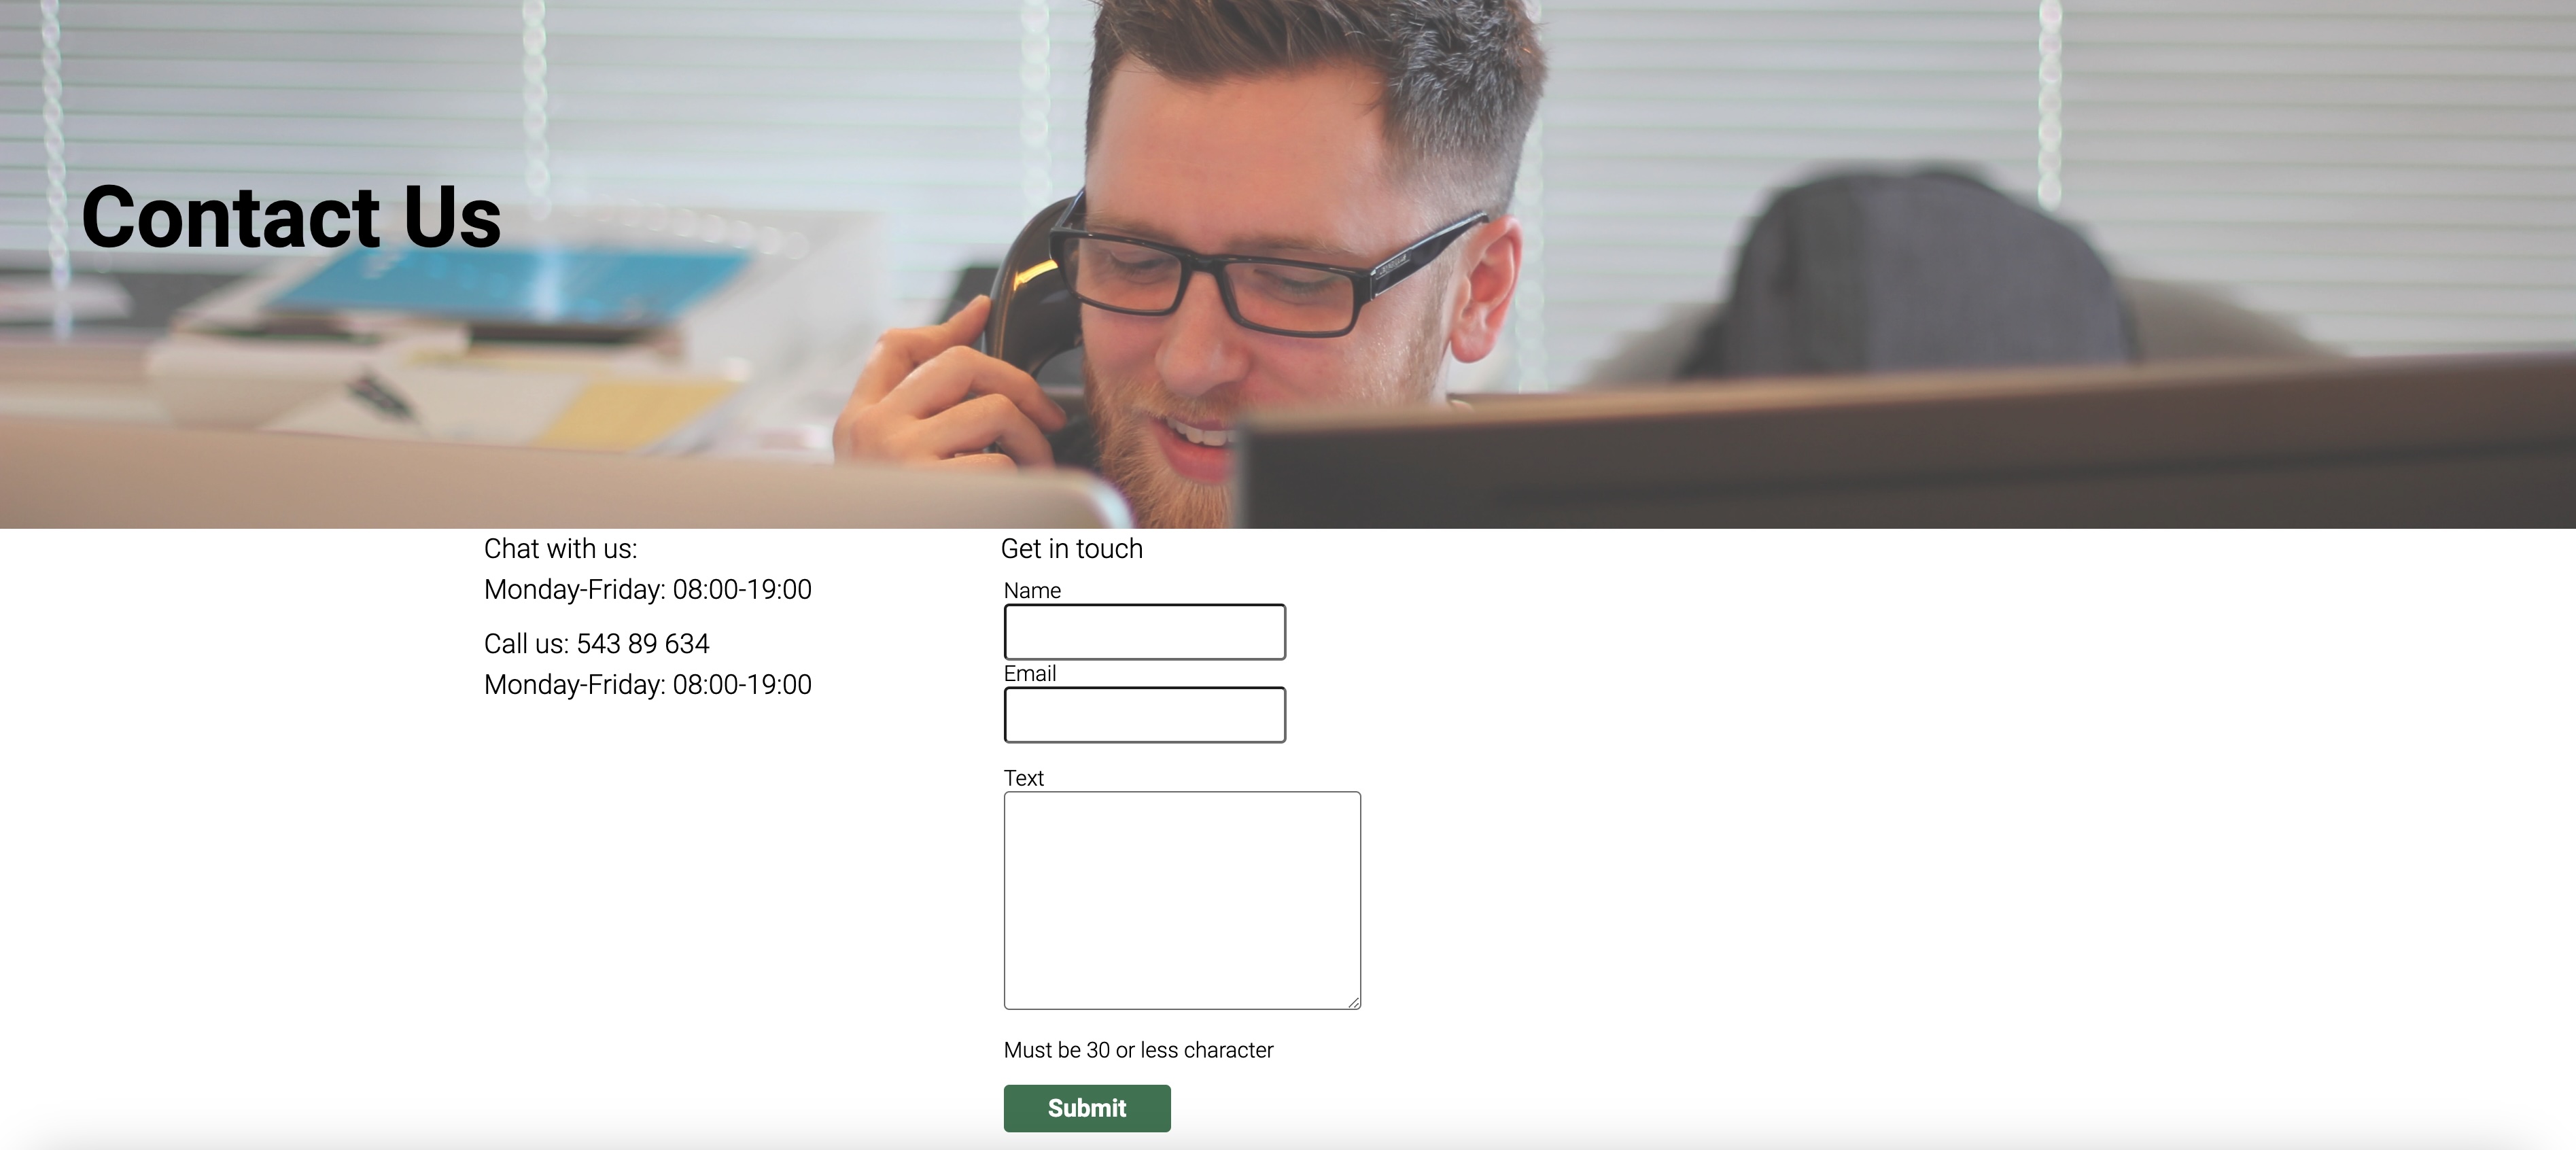 Contact Us
Chat with us:
Monday-Friday: 08:00-19:00
Call us: 543 89 634
Monday-Friday: 08:00-19:00
Get in touch
Name
Email
Text
Must be 30 or less character
Submit